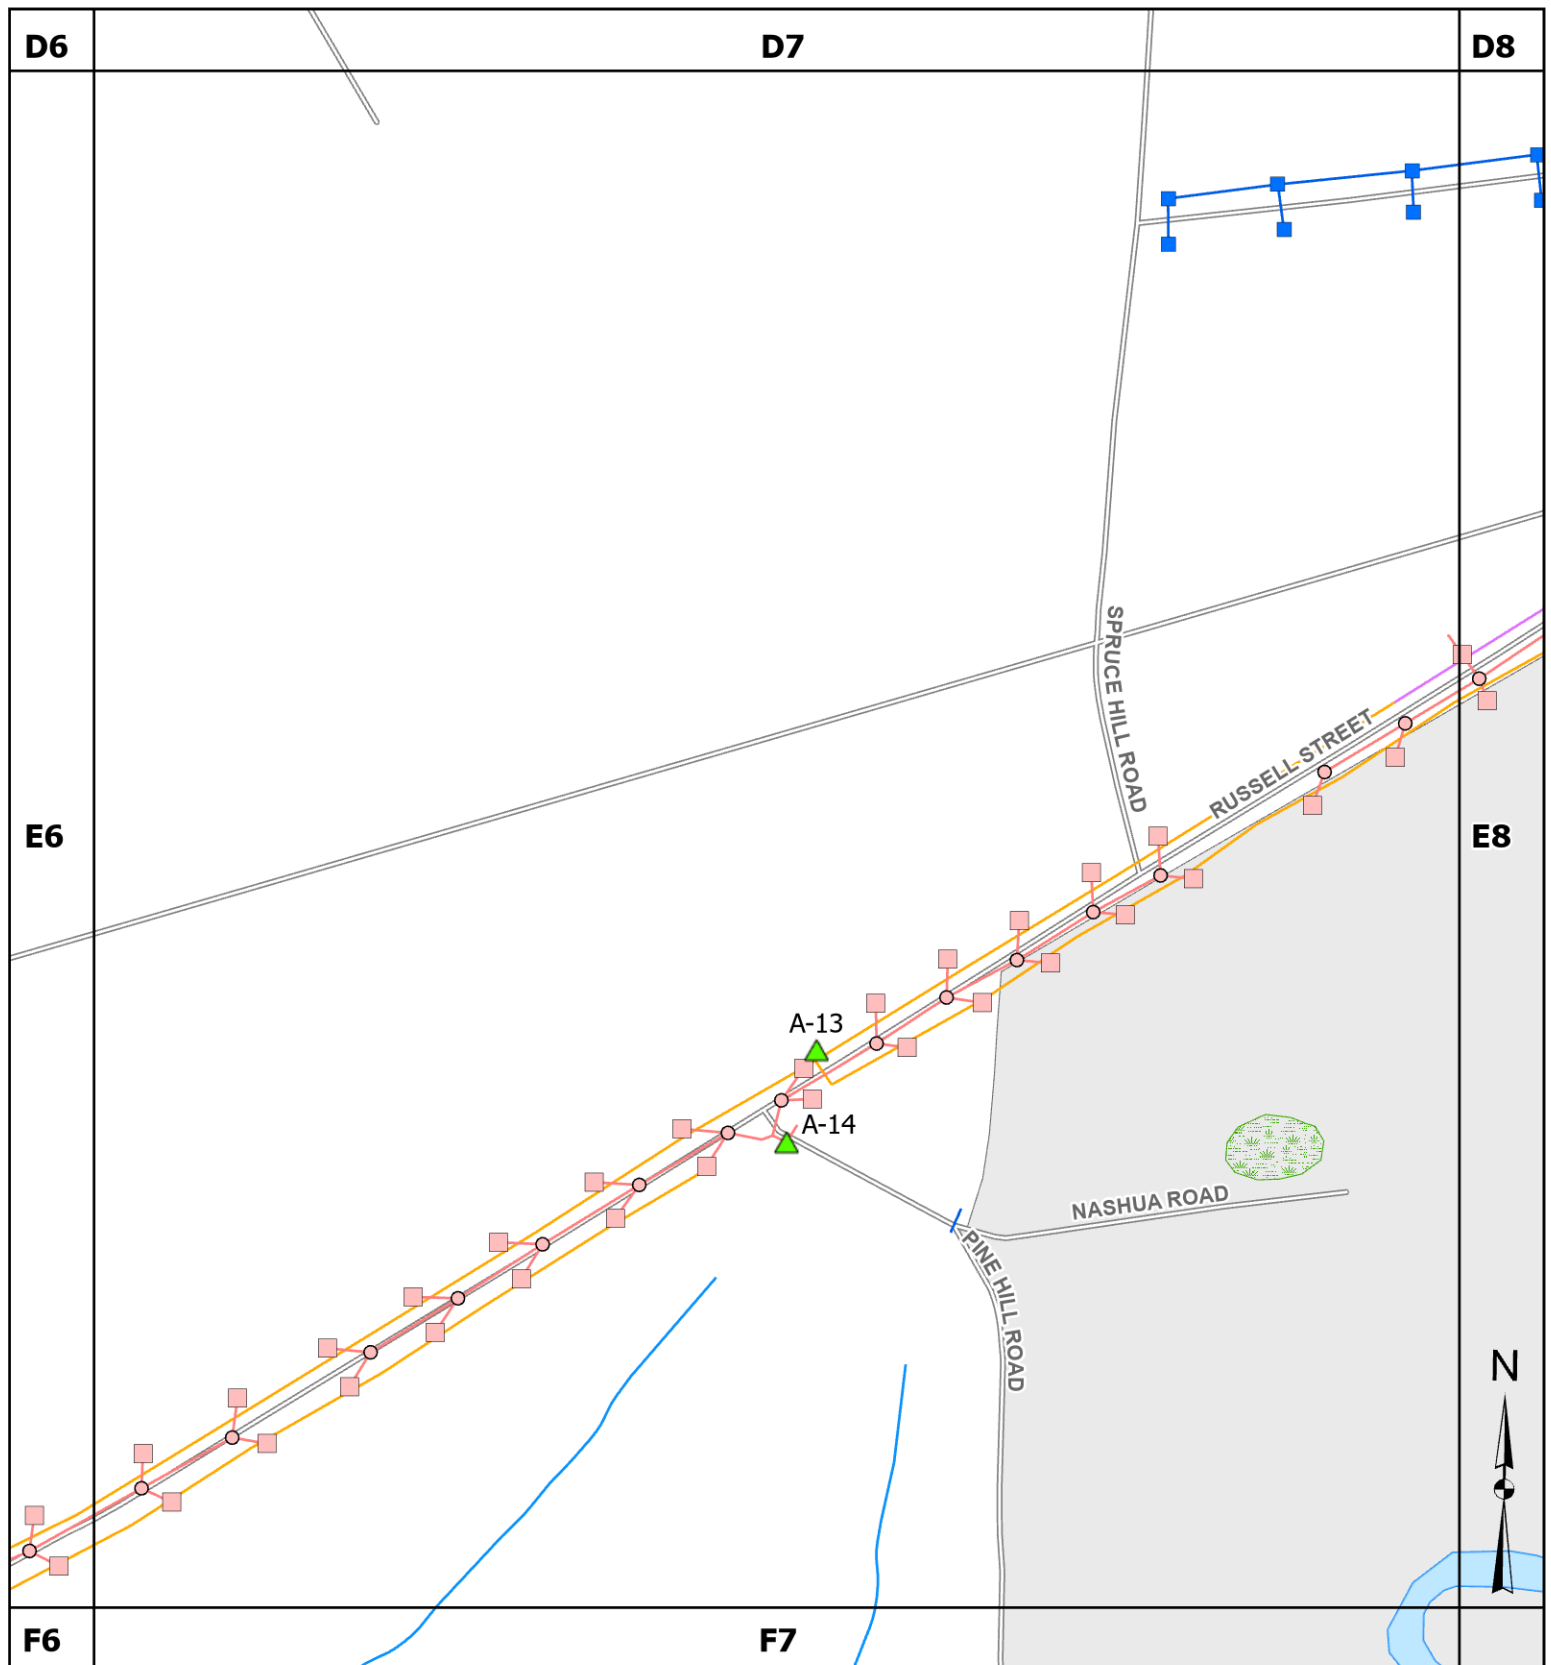 D6
D7
D8
SPRUCE HILL ROAD
RUSSELL STREET
E6
E8
A-13
A-14
NASHUA ROAD
PINE HILL ROAD
N
F6
F7